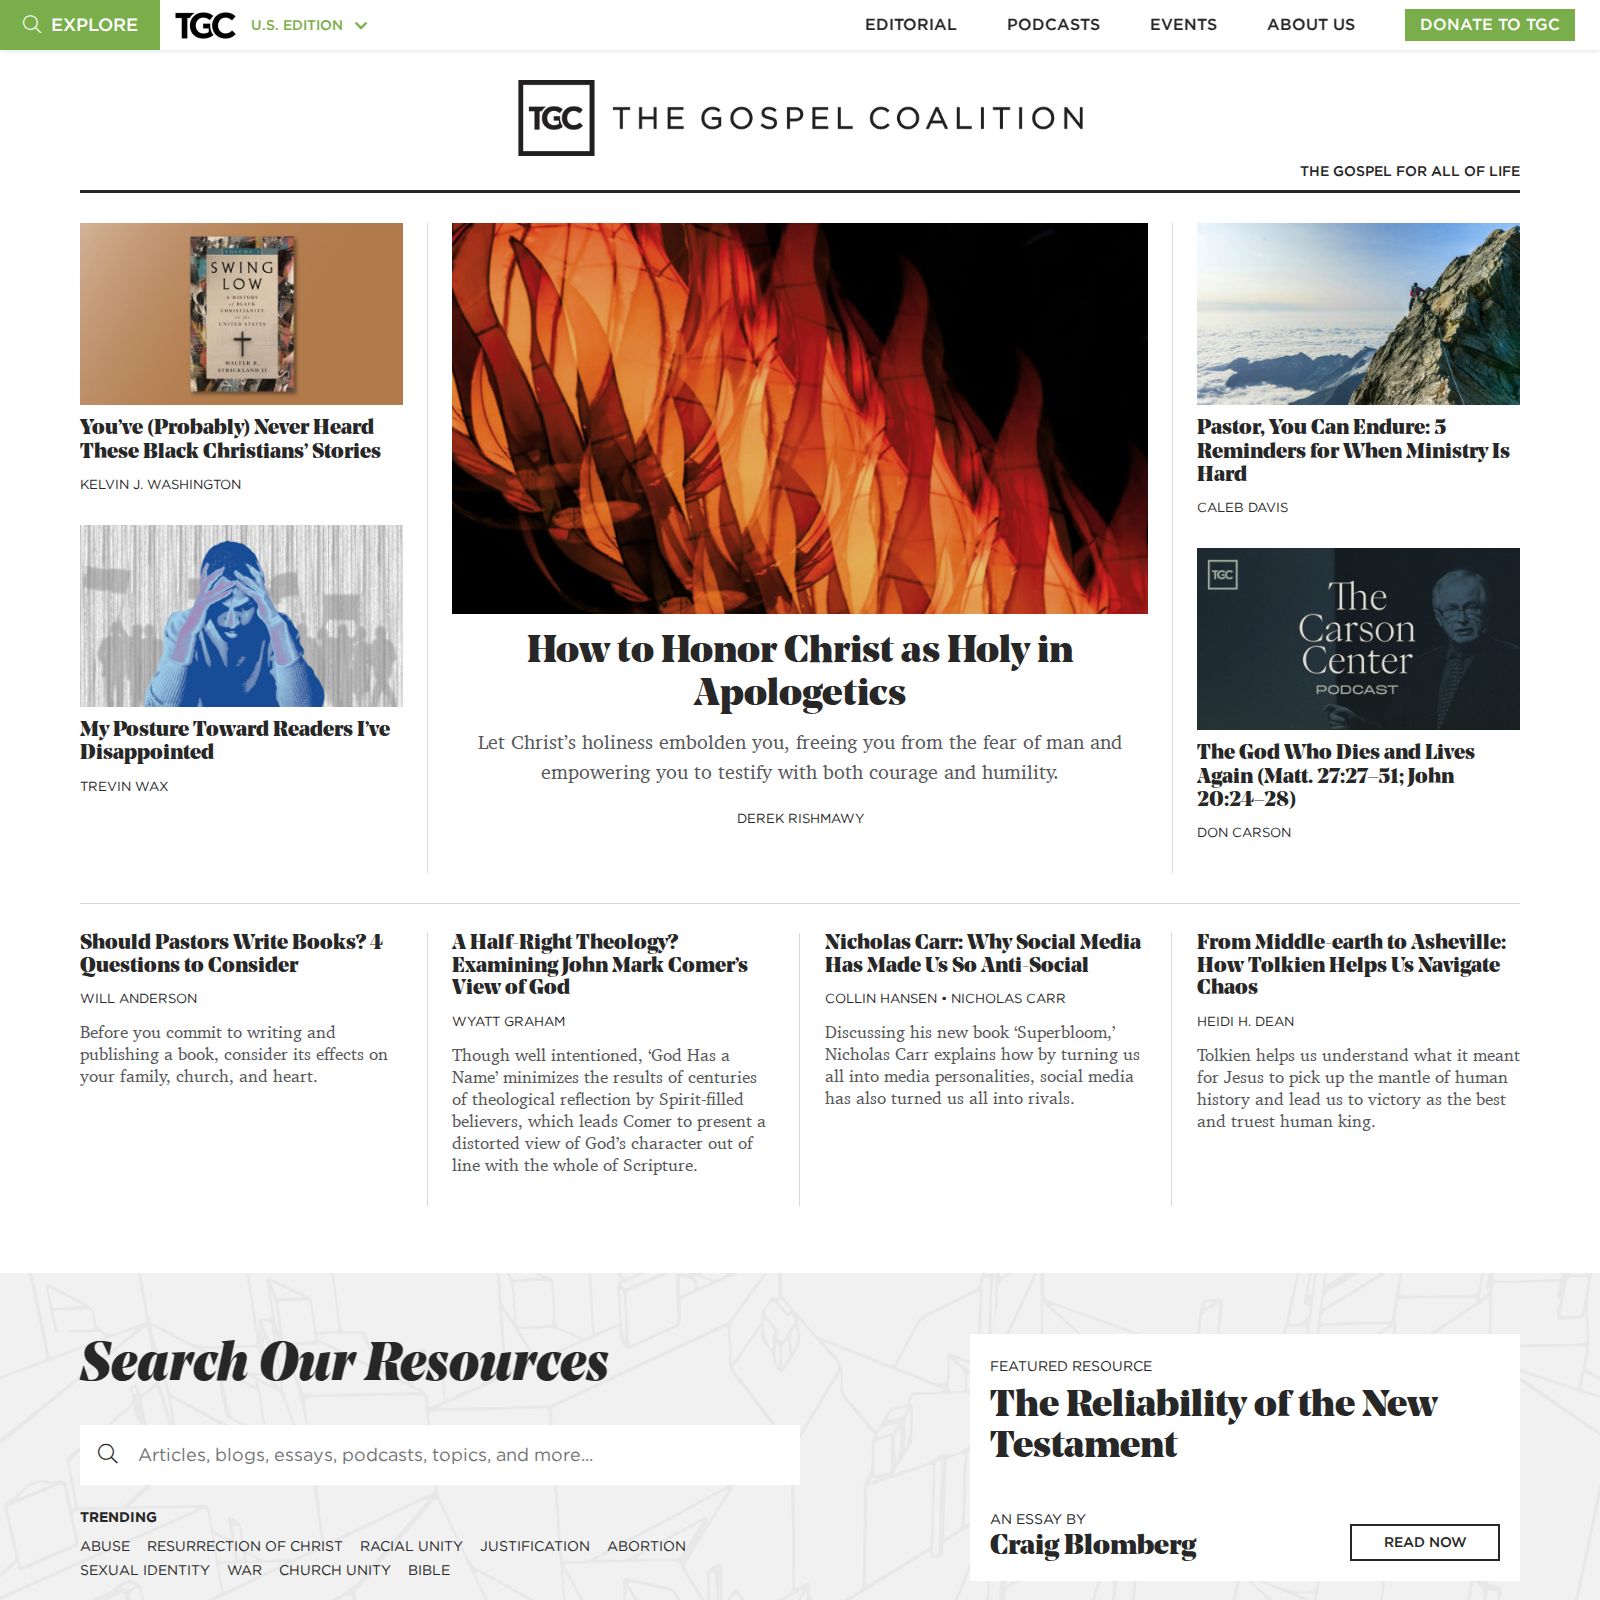 EXPLORE
TGC
U.S. EDITION
EDITORIAL
PODCASTS
EVENTS
ABOUT US
DONATE TO TGC
TGC THE GOSPEL COALITION
THE GOSPEL FOR ALL OF LIFE
VOLUME 1
SWING
LOW
A HISTORY
of BLACK
CHRISTIANITY
in the
UNITED STATES
WALTER R.
STRICKLAND II
You’ve (Probably) Never Heard
These Black Christians’ Stories
KELVIN J. WASHINGTON
My Posture Toward Readers I’ve
Disappointed
TREVIN WAX
How to Honor Christ as Holy in
Apologetics
Let Christ’s holiness embolden you, freeing you from the fear of man and
empowering you to testify with both courage and humility.
DEREK RISHMAWY
Pastor, You Can Endure: 5
Reminders for When Ministry Is
Hard
CALEB DAVIS
TGC
The
Carson
Center
PODCAST
The God Who Dies and Lives
Again (Matt. 27:27–51; John
20:24–28)
DON CARSON
Should Pastors Write Books? 4
Questions to Consider
WILL ANDERSON
Before you commit to writing and
publishing a book, consider its effects on
your family, church, and heart.
A Half-Right Theology?
Examining John Mark Comer’s
View of God
WYATT GRAHAM
Though well intentioned, ‘God Has a
Name’ minimizes the results of centuries
of theological reflection by Spirit-filled
believers, which leads Comer to present a
distorted view of God’s character out of
line with the whole of Scripture.
Nicholas Carr: Why Social Media
Has Made Us So Anti-Social
COLLIN HANSEN • NICHOLAS CARR
Discussing his new book ‘Superbloom,’
Nicholas Carr explains how by turning us
all into media personalities, social media
has also turned us all into rivals.
From Middle-earth to Asheville:
How Tolkien Helps Us Navigate
Chaos
HEIDI H. DEAN
Tolkien helps us understand what it meant
for Jesus to pick up the mantle of human
history and lead us to victory as the best
and truest human king.
Search Our Resources
Articles, blogs, essays, podcasts, topics, and more...
TRENDING
ABUSE RESURRECTION OF CHRIST RACIAL UNITY JUSTIFICATION ABORTION
SEXUAL IDENTITY WAR CHURCH UNITY BIBLE
FEATURED RESOURCE
The Reliability of the New
Testament
AN ESSAY BY
Craig Blomberg
READ NOW